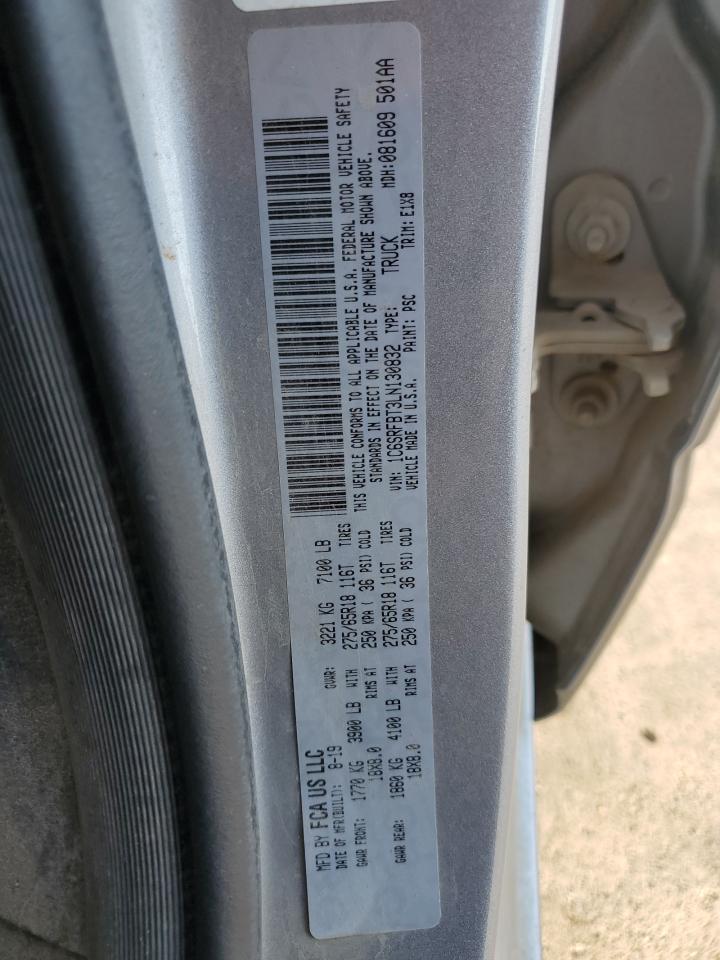 MFD BY FCA US LLC
DATE OF MFR(BUILT): 8-19 GVWR: 3221 KG 7100 LB
GAWR FRONT: 1770 KG 3900 LB WITH 275/65R18 116T TIRES
18X8.0 RIMS AT 250 KPA ( 36 PSI) COLD
GAWR REAR: 1860 KG 4100 LB WITH 275/65R18 116T TIRES
18X8.0 RIMS AT 250 KPA ( 36 PSI) COLD
THIS VEHICLE CONFORMS TO ALL APPLICABLE U.S.A. FEDERAL MOTOR VEHICLE SAFETY
STANDARDS IN EFFECT ON THE DATE OF MANUFACTURE SHOWN ABOVE.
VIN: 1C6SRFBT3LN130832 TYPE: TRUCK MDH:081609 501AA
VEHICLE MADE IN U.S.A. PAINT: PSC TRIM: E1X8